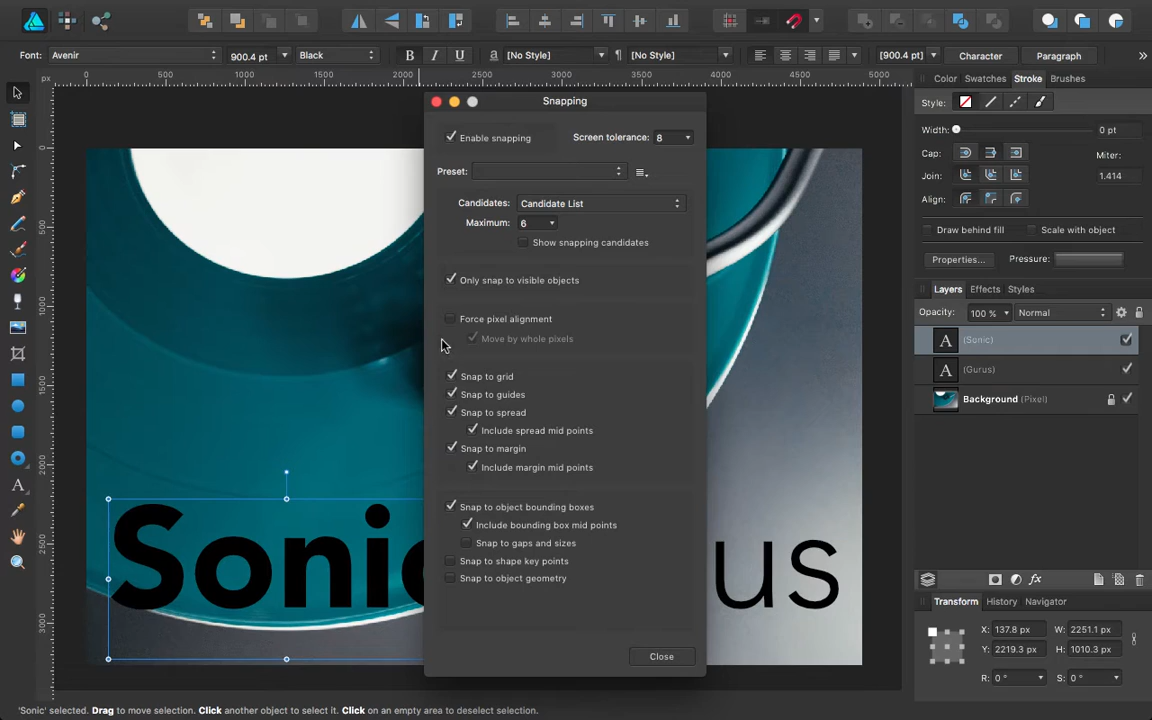 Font: Avenir 900.4 pt Black B I U a [No Style] ¶ [No Style] [900.4 pt] Character Paragraph »
px 0 500 1000 1500 2000 2500 3000 3500 4000 4500 5000
0
500
1000
1500
2000
2500
3000
Snapping
Enable snapping Screen tolerance: 8
Preset:
Candidates: Candidate List
Maximum: 6
Show snapping candidates
Only snap to visible objects
Force pixel alignment
Move by whole pixels
Snap to grid
Snap to guides
Snap to spread
Include spread mid points
Snap to margin
Include margin mid points
Snap to object bounding boxes
Include bounding box mid points
Snap to gaps and sizes
Snap to shape key points
Snap to object geometry
Close
Sonic
us
Color Swatches Stroke Brushes
Style:
Width: 0 pt
Cap: Miter:
Join: 1.414
Align:
Draw behind fill Scale with object
Properties... Pressure:
Layers Effects Styles
Opacity: 100 % Normal
A (Sonic)
A (Gurus)
Background (Pixel)
fx
Transform History Navigator
X: 137.8 px W: 2251.1 px
Y: 2219.3 px H: 1010.3 px
R: 0 ° S: 0 °
'Sonic' selected. Drag to move selection. Click another object to select it. Click on an empty area to deselect selection.